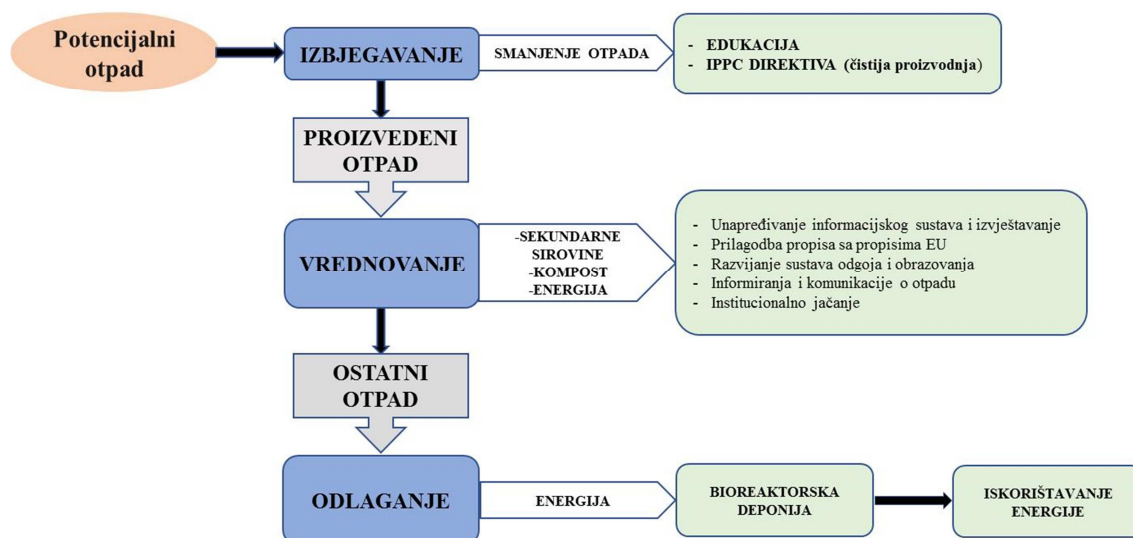 Potencijalni
otpad
IZBJEGAVANJE
SMANJENJE OTPADA
- EDUKACIJA
- IPPC DIREKTIVA (čistija proizvodnja)
PROIZVEDENI
OTPAD
VREDNOVANJE
-SEKUNDARNE
SIROVINE
-KOMPOST
-ENERGIJA
- Unapređivanje informacijskog sustava i izvještavanje
- Prilagodba propisa sa propisima EU
- Razvijanje sustava odgoja i obrazovanja
- Informiranja i komunikacije o otpadu
- Institucionalno jačanje
OSTATNI
OTPAD
ODLAGANJE
ENERGIJA
BIOREAKTORSKA
DEPONIJA
ISKORIŠTAVANJE
ENERGIJE